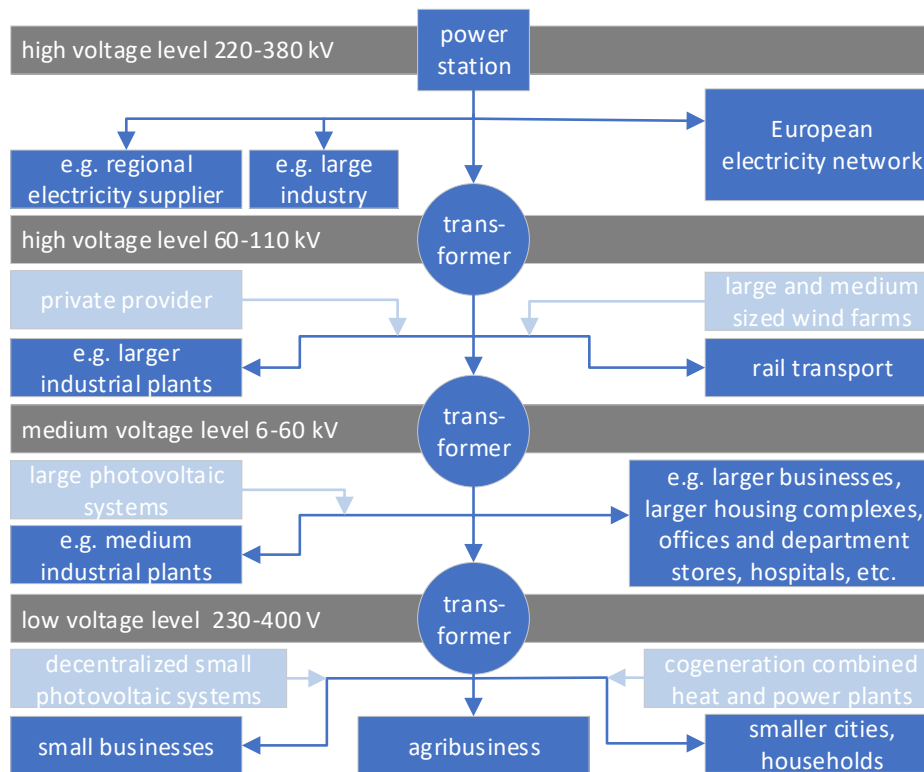 high voltage level 220-380 kV
power
station
e.g. regional
electricity supplier
e.g. large
industry
European
electricity network
trans-
former
high voltage level 60-110 kV
private provider
large and medium
sized wind farms
e.g. larger
industrial plants
rail transport
trans-
former
medium voltage level 6-60 kV
large photovoltaic
systems
e.g. medium
industrial plants
e.g. larger businesses,
larger housing complexes,
offices and department
stores, hospitals, etc.
trans-
former
low voltage level 230-400 V
decentralized small
photovoltaic systems
cogeneration combined
heat and power plants
small businesses
agribusiness
smaller cities,
households